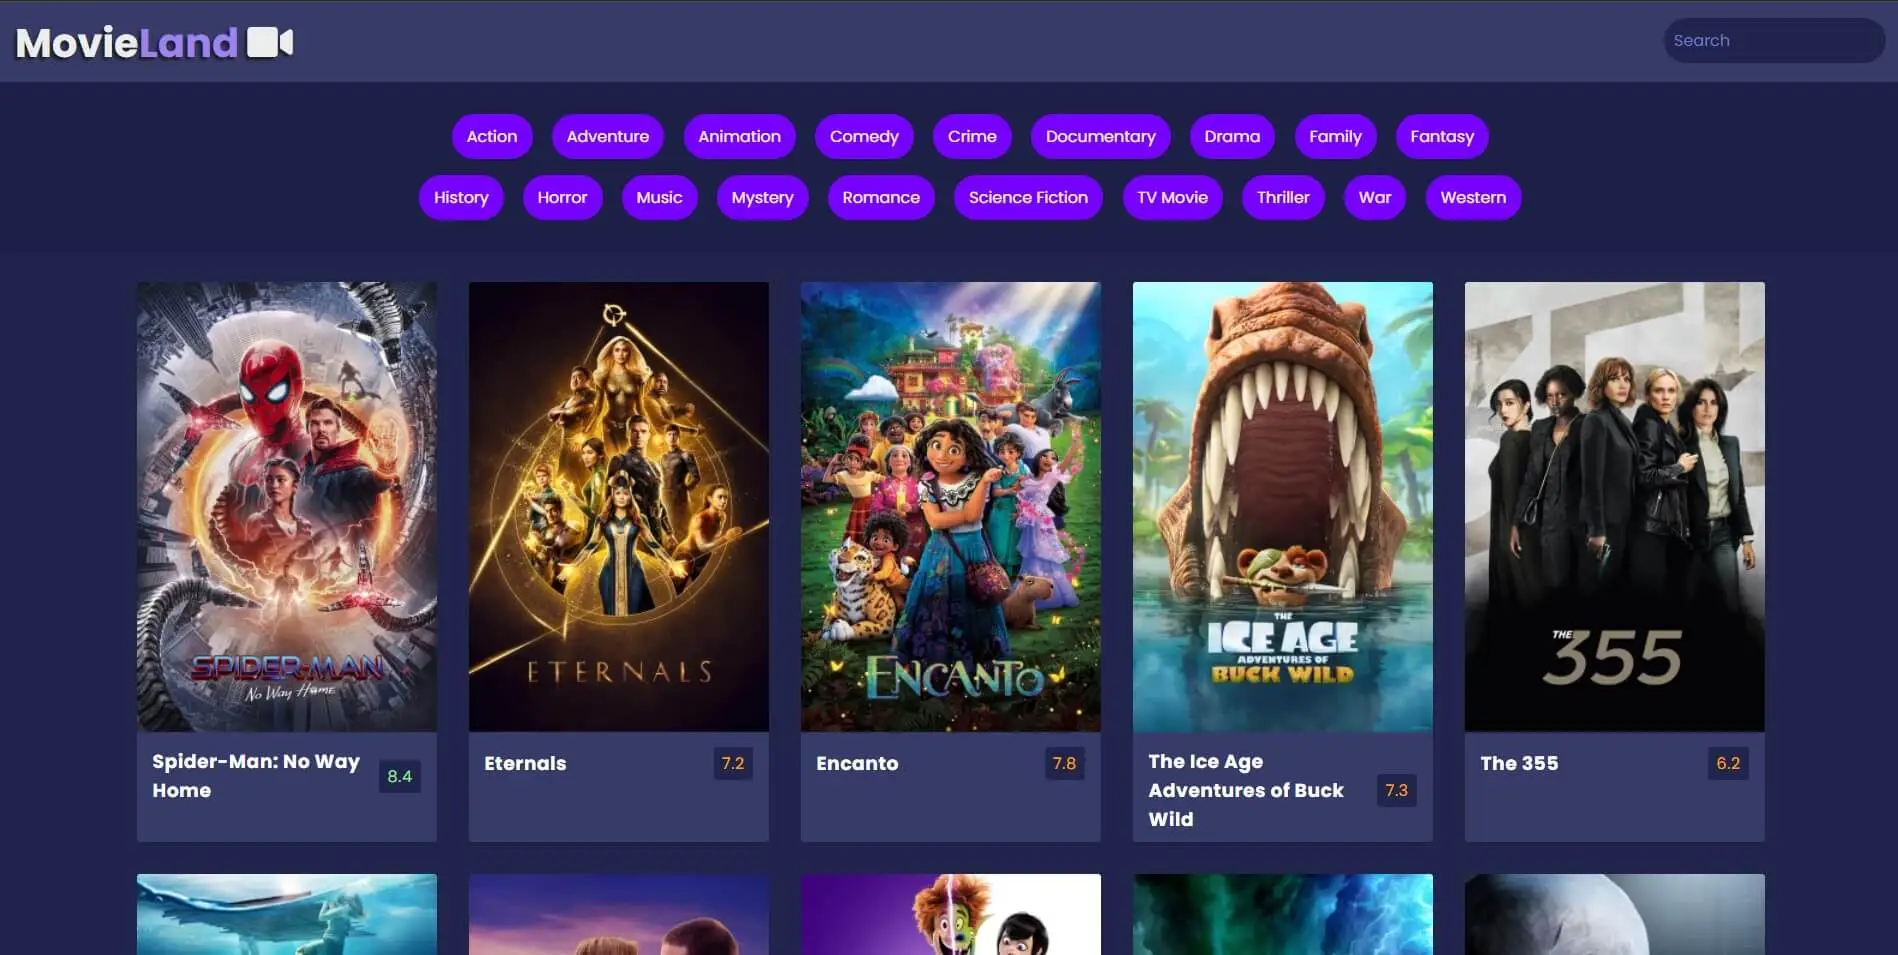 MovieLand
Search
Action Adventure Animation Comedy Crime Documentary Drama Family Fantasy
History Horror Music Mystery Romance Science Fiction TV Movie Thriller War Western
SPIDER-MAN
No Way Home
ETERNALS
ENCANTO
THE
ICE AGE
ADVENTURES OF
BUCK WILD
THE
355
Spider-Man: No Way
Home
8.4
Eternals
7.2
Encanto
7.8
The Ice Age
Adventures of Buck
Wild
7.3
The 355
6.2